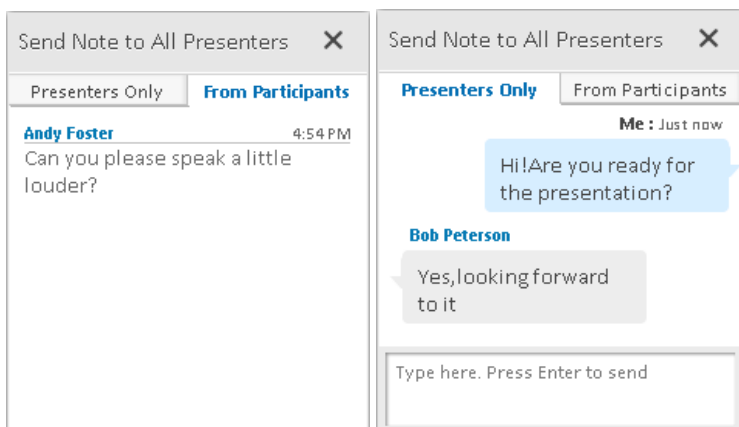 Send Note to All Presenters
Presenters Only From Participants
Andy Foster 4:54 PM
Can you please speak a little
louder?
Send Note to All Presenters
Presenters Only From Participants
Me : Just now
Hi!Are you ready for
the presentation?
Bob Peterson
Yes,looking forward
to it
Type here. Press Enter to send